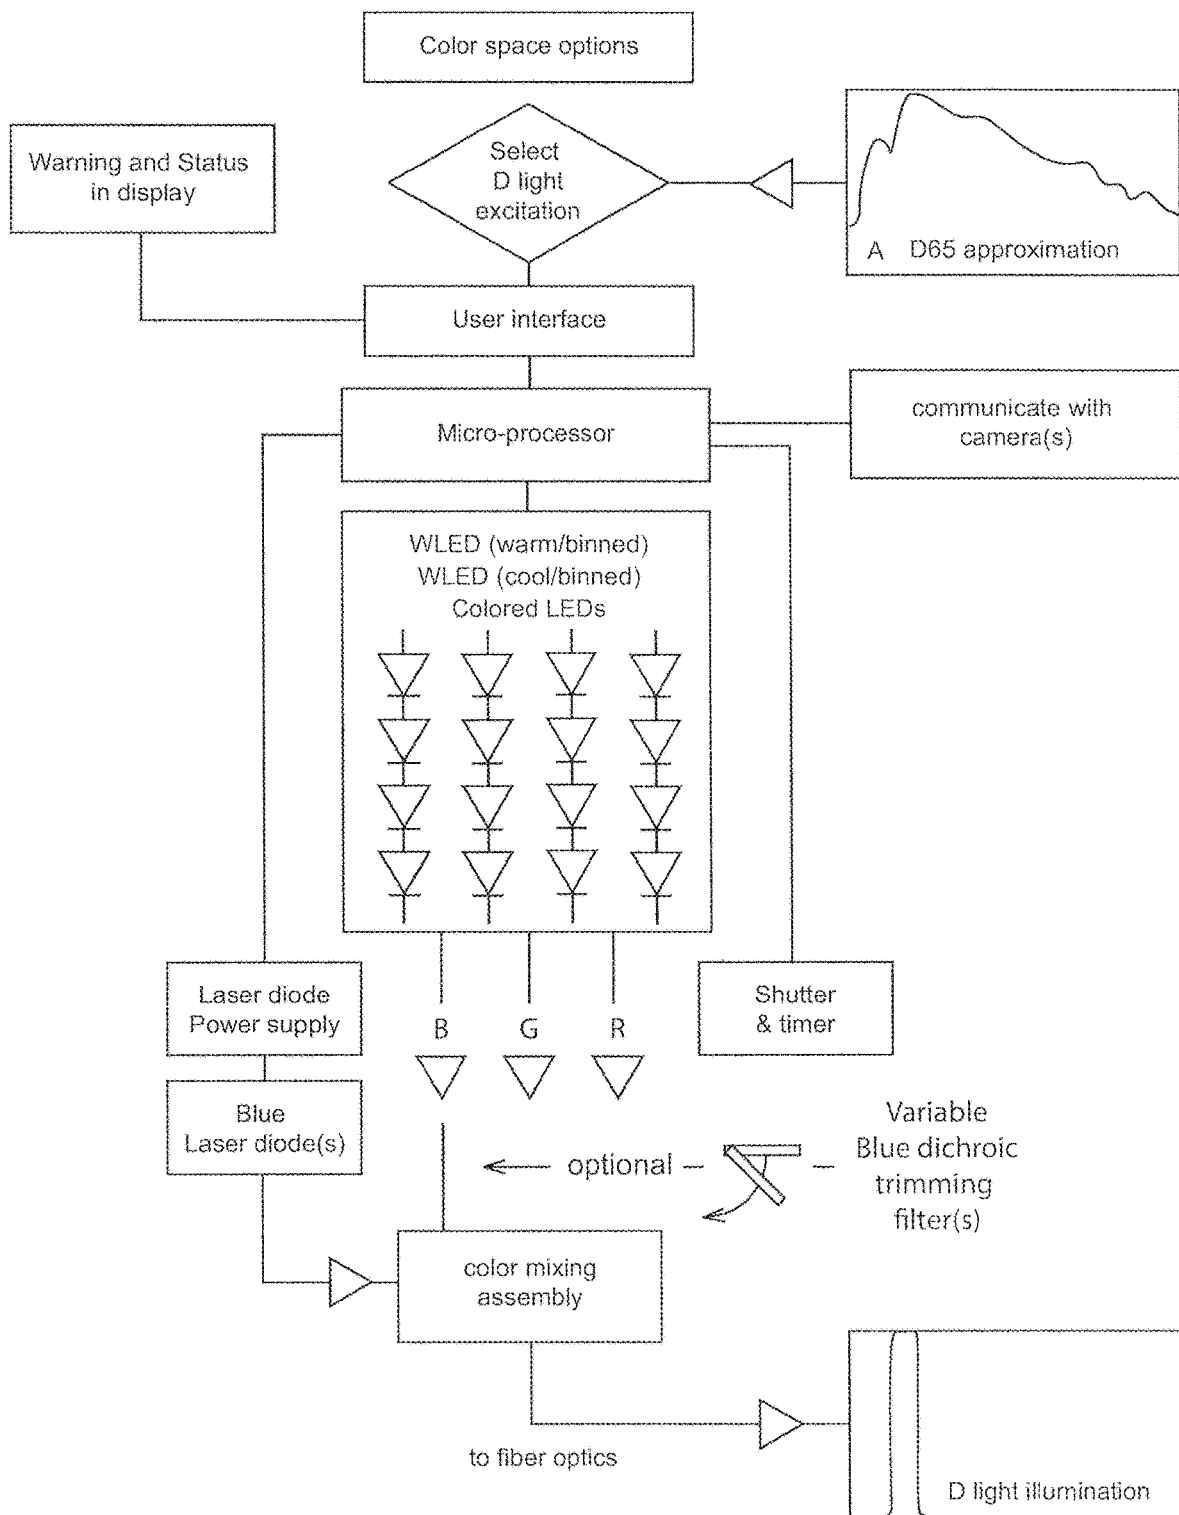 Color space options
Warning and Status
in display
Select
D light
excitation
A D65 approximation
User interface
Micro-processor
communicate with
camera(s)
WLED (warm/binned)
WLED (cool/binned)
Colored LEDs
Laser diode
Power supply
B G R
Shutter
& timer
Blue
Laser diode(s)
optional
Variable
Blue dichroic
trimming
filter(s)
color mixing
assembly
to fiber optics
D light illumination